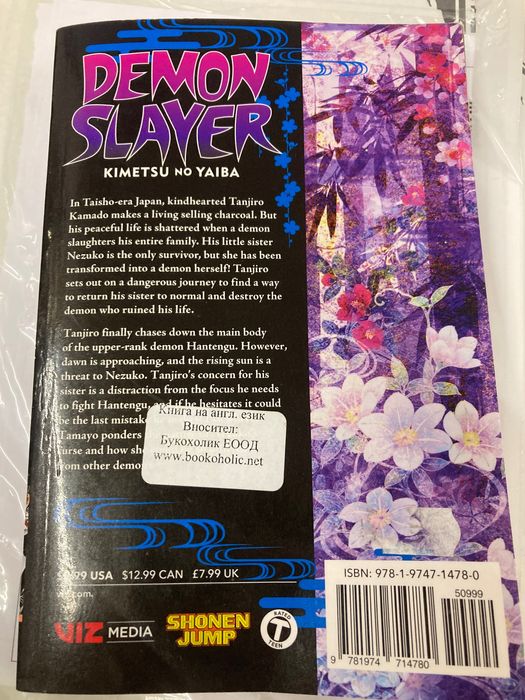 DEMON
SLAYER
KIMETSU NO YAIBA
In Taisho-era Japan, kindhearted Tanjiro
Kamado makes a living selling charcoal. But
his peaceful life is shattered when a demon
slaughters his entire family. His little sister
Nezuko is the only survivor, but she has been
transformed into a demon herself! Tanjiro
sets out on a dangerous journey to find a way
to return his sister to normal and destroy the
demon who ruined his life.
Tanjiro finally chases down the main body
of the upper-rank demon Hantengu. However,
dawn is approaching, and the rising sun is a
threat to Nezuko. Tanjiro's concern for his
sister is a distraction from the focus he needs
to fight Hantengu, and if he hesitates it could
be the last mistake
Tamayo ponders
and how she
from other
Книга на англ. език
Вносител:
Букохолик ЕООД
www.bookoholic.net
USA $12.99 CAN £7.99 UK
VIZ MEDIA
SHONEN
JUMP
RATED
T
TEEN
ISBN: 978-1-9747-1478-0
50999
9 781974 714780